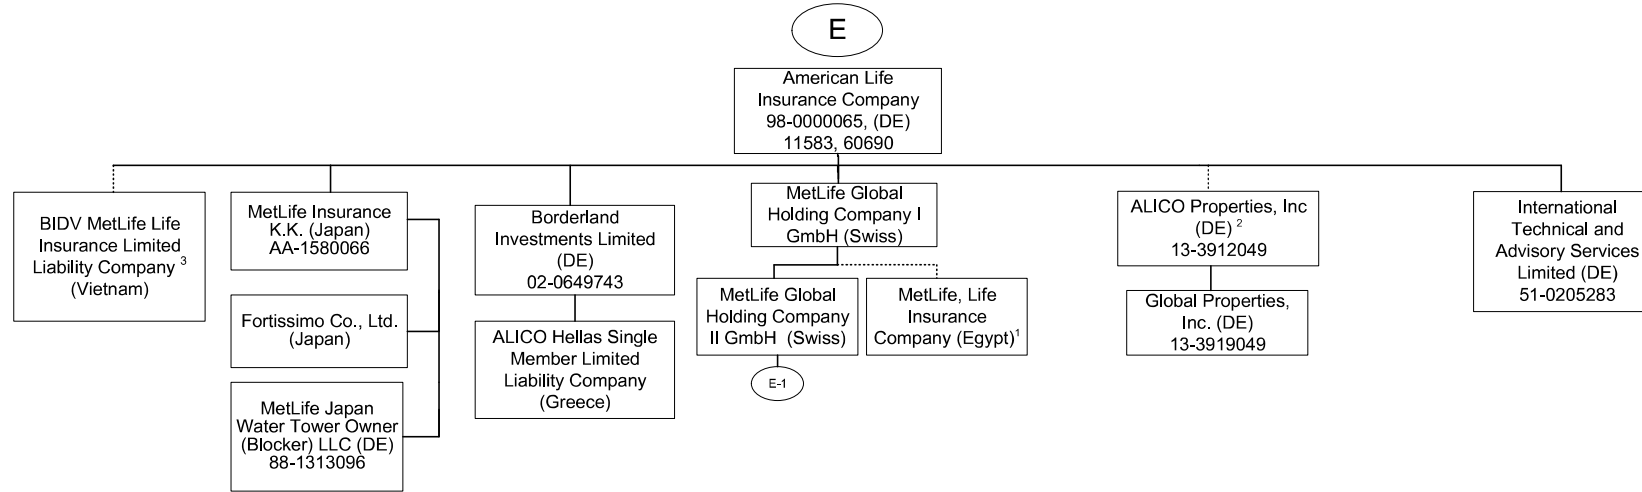 E
American Life
Insurance Company
98-0000065, (DE)
11583, 60690
BIDV MetLife Life
Insurance Limited
Liability Company 3
(Vietnam)
MetLife Insurance
K.K. (Japan)
AA-1580066
Fortissimo Co., Ltd.
(Japan)
MetLife Japan
Water Tower Owner
(Blocker) LLC (DE)
88-1313096
Borderland
Investments Limited
(DE)
02-0649743
ALICO Hellas Single
Member Limited
Liability Company
(Greece)
MetLife Global
Holding Company I
GmbH (Swiss)
MetLife Global
Holding Company
II GmbH (Swiss)
E-1
MetLife, Life
Insurance
Company (Egypt)1
ALICO Properties, Inc
(DE) 2
13-3912049
Global Properties,
Inc. (DE)
13-3919049
International
Technical and
Advisory Services
Limited (DE)
51-0205283